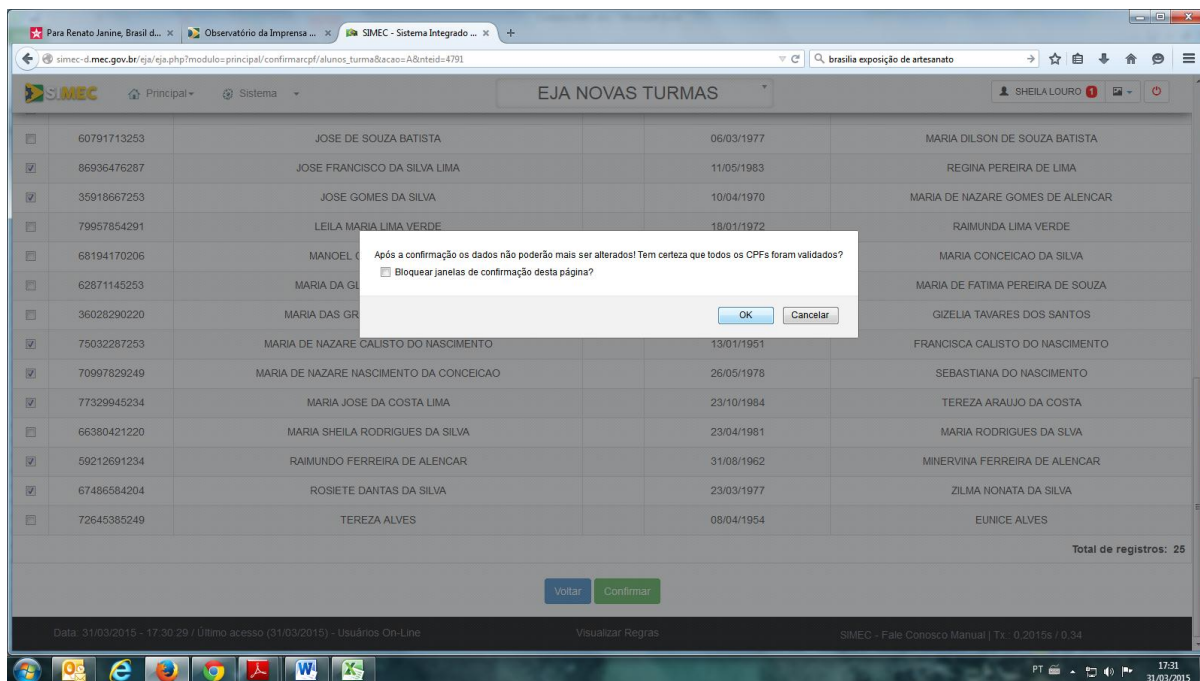 Para Renato Janine, Brasil d... × Observatório da Imprensa ... × SIMEC - Sistema Integrado ... × +
simec-d.mec.gov.br/eja/eja.php?modulo=principal/confirmarcpf/alunos_turma&acao=A&nteid=4791 brasilia exposição de artesanato
SIMEC Principal Sistema EJA NOVAS TURMAS SHEILA LOURO 1
60791713253 JOSE DE SOUZA BATISTA 06/03/1977 MARIA DILSON DE SOUZA BATISTA
86936476287 JOSE FRANCISCO DA SILVA LIMA 11/05/1983 REGINA PEREIRA DE LIMA
35918667253 JOSE GOMES DA SILVA 10/04/1970 MARIA DE NAZARE GOMES DE ALENCAR
79957854291 LEILA MARIA LIMA VERDE 18/01/1972 RAIMUNDA LIMA VERDE
68194170206 MANOEL MARIA CONCEICAO DA SILVA
Após a confirmação os dados não poderão mais ser alterados! Tem certeza que todos os CPFs foram validados?
Bloquear janelas de confirmação desta página?
62871145253 MARIA DA GL MARIA DE FATIMA PEREIRA DE SOUZA
36028290220 MARIA DAS GR GIZELIA TAVARES DOS SANTOS
OK Cancelar
75032287253 MARIA DE NAZARE CALISTO DO NASCIMENTO 13/01/1951 FRANCISCA CALISTO DO NASCIMENTO
70997829249 MARIA DE NAZARE NASCIMENTO DA CONCEICAO 26/05/1978 SEBASTIANA DO NASCIMENTO
77329945234 MARIA JOSE DA COSTA LIMA 23/10/1984 TEREZA ARAUJO DA COSTA
66380421220 MARIA SHEILA RODRIGUES DA SILVA 23/04/1981 MARIA RODRIGUES DA SLVA
59212691234 RAIMUNDO FERREIRA DE ALENCAR 31/08/1962 MINERVINA FERREIRA DE ALENCAR
67486584204 ROSIETE DANTAS DA SILVA 23/03/1977 ZILMA NONATA DA SILVA
72645385249 TEREZA ALVES 08/04/1954 EUNICE ALVES
Total de registros: 25
Voltar Confirmar
Data: 31/03/2015 - 17:30:29 / Último acesso (31/03/2015) - Usuários On-Line Visualizar Regras SIMEC - Fale Conosco Manual | Tx.: 0,2015s / 0,34
PT 17:31
31/03/2015